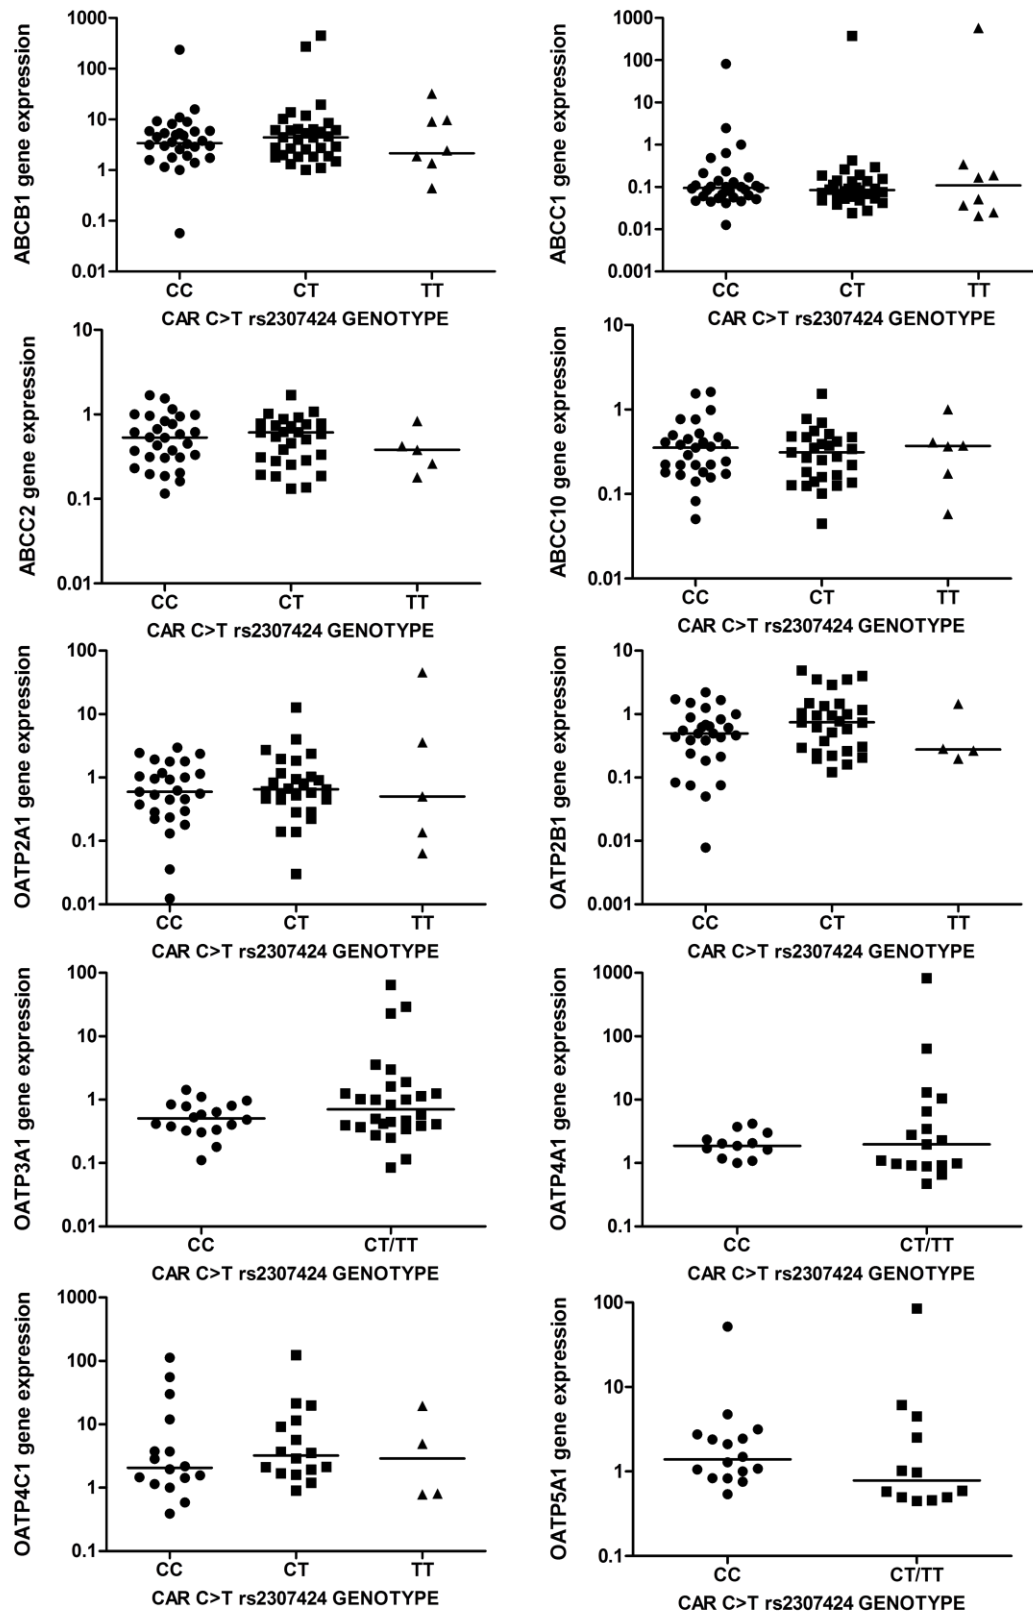 ABCB1 gene expression
1000
100
10
1
0.1
0.01
CC CT TT
CAR C>T rs2307424 GENOTYPE
ABCC1 gene expression
1000
100
10
1
0.1
0.01
0.001
CC CT TT
CAR C>T rs2307424 GENOTYPE
ABCC2 gene expression
10
1
0.1
0.01
CC CT TT
CAR C>T rs2307424 GENOTYPE
ABCC10 gene expression
10
1
0.1
0.01
CC CT TT
CAR C>T rs2307424 GENOTYPE
OATP2A1 gene expression
100
10
1
0.1
0.01
CC CT TT
CAR C>T rs2307424 GENOTYPE
OATP2B1 gene expression
10
1
0.1
0.01
0.001
CC CT TT
CAR C>T rs2307424 GENOTYPE
OATP3A1 gene expression
100
10
1
0.1
0.01
CC CT/TT
CAR C>T rs2307424 GENOTYPE
OATP4A1 gene expression
1000
100
10
1
0.1
CC CT/TT
CAR C>T rs2307424 GENOTYPE
OATP4C1 gene expression
1000
100
10
1
0.1
CC CT TT
CAR C>T rs2307424 GENOTYPE
OATP5A1 gene expression
100
10
1
0.1
CC CT/TT
CAR C>T rs2307424 GENOTYPE